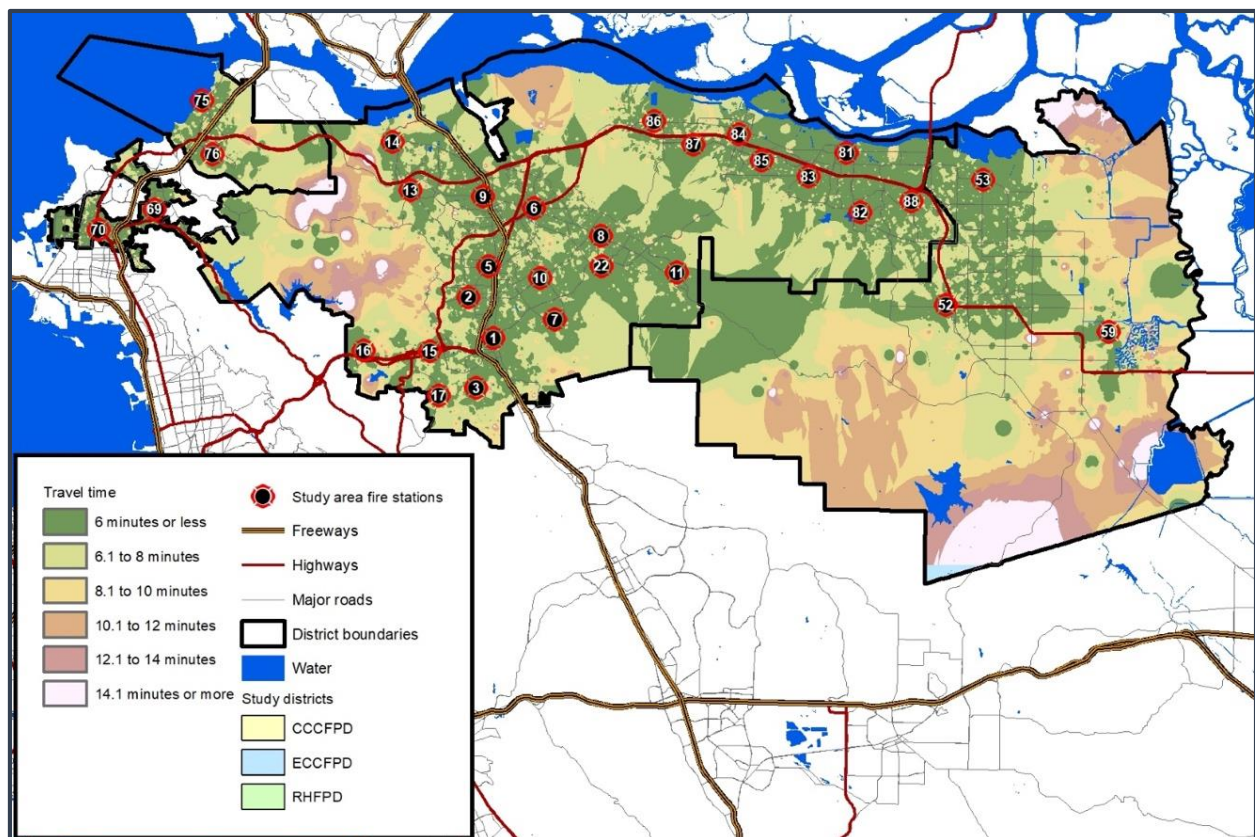 75
14
86
84
87
76
85
81
83
53
13
9
6
69
82
88
70
8
5
22
11
10
2
52
7
1
59
16
15
17
3
Travel time
6 minutes or less
6.1 to 8 minutes
8.1 to 10 minutes
10.1 to 12 minutes
12.1 to 14 minutes
14.1 minutes or more
Study area fire stations
Freeways
Highways
Major roads
District boundaries
Water
Study districts
CCCFPD
ECCFPD
RHFPD